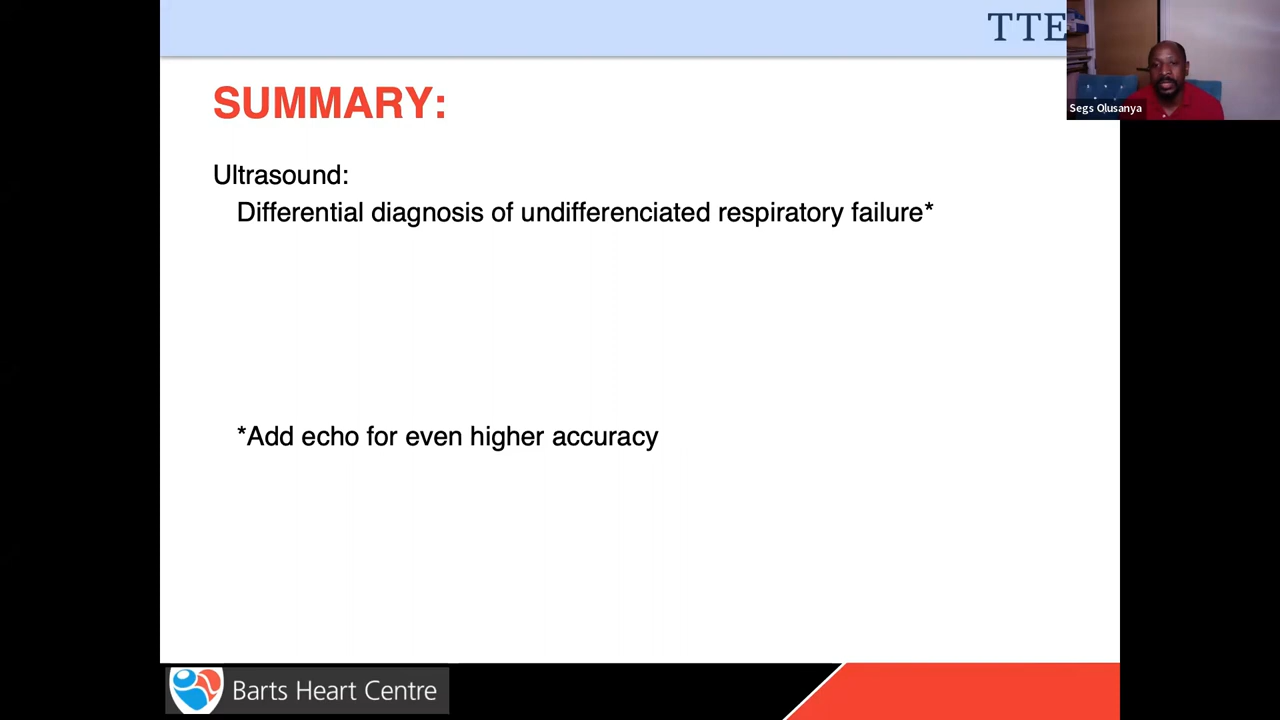 TTE
Segs Olusanya
SUMMARY:
Ultrasound:
Differential diagnosis of undifferenciated respiratory failure*
*Add echo for even higher accuracy
Barts Heart Centre